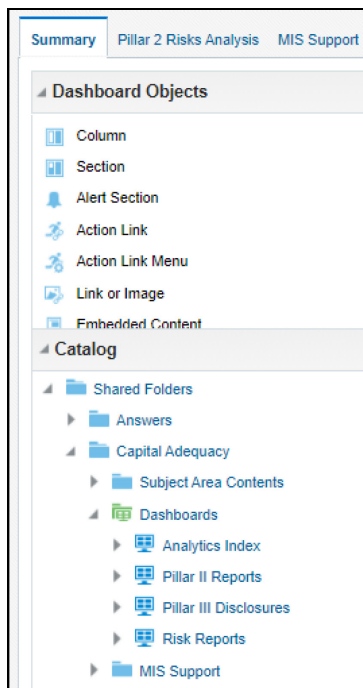 Summary Pillar 2 Risks Analysis MIS Support
Dashboard Objects
Column
Section
Alert Section
Action Link
Action Link Menu
Link or Image
Embedded Content
Catalog
Shared Folders
Answers
Capital Adequacy
Subject Area Contents
Dashboards
Analytics Index
Pillar II Reports
Pillar III Disclosures
Risk Reports
MIS Support